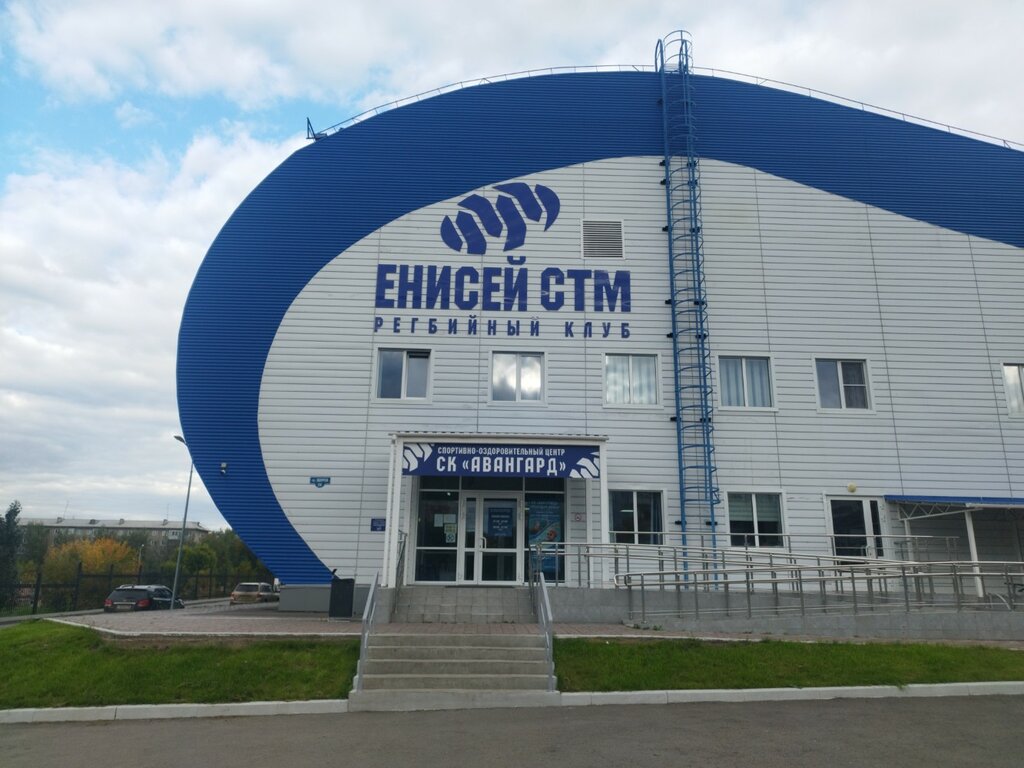 ЕНИСЕЙ СТМ
РЕГБИЙНЫЙ КЛУБ
СПОРТИВНО-ОЗДОРОВИТЕЛЬНЫЙ ЦЕНТР
СК «АВАНГАРД»